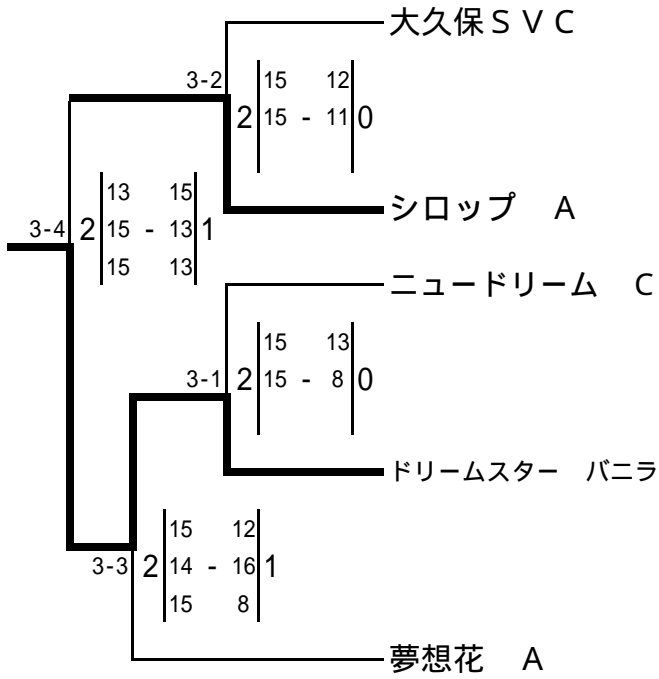 大久保ＳＶＣ
3-2
15 12
2 15 - 11 0
シロップ　A
13 15
3-4 2 15 - 13 1
15 13
ニュードリーム　C
15 13
3-1 2 15 - 8 0
ドリームスター　バニラ
15 12
3-3 2 14 - 16 1
15 8
夢想花　A